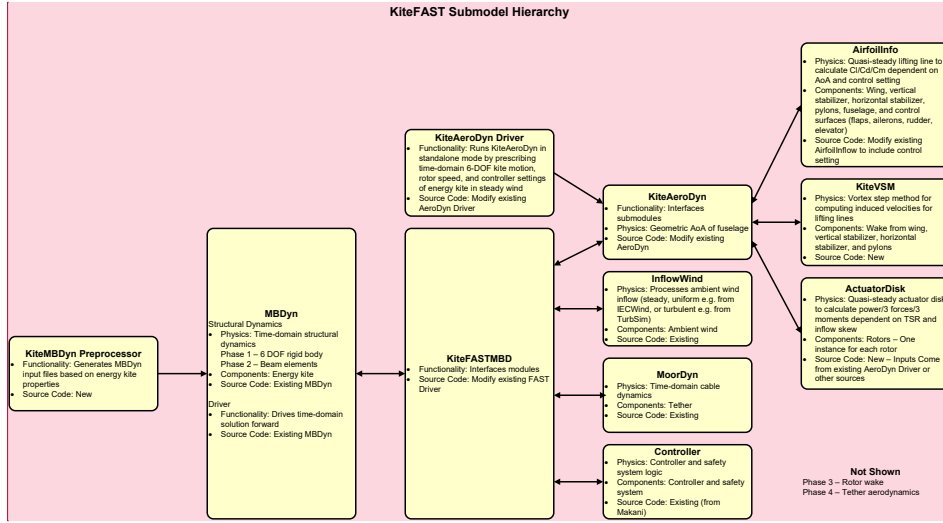 KiteFAST Submodel Hierarchy
AirfoilInfo
• Physics: Quasi-steady lifting line to
calculate Cl/Cd/Cm dependent on
AoA and control setting
• Components: Wing, vertical
stabilizer, horizontal stabilizer,
pylons, fuselage, and control
surfaces (flaps, ailerons, rudder,
elevator)
• Source Code: Modify existing
AirfoilInflow to include control
setting
KiteAeroDyn Driver
• Functionality: Runs KiteAeroDyn in
standalone mode by prescribing
time-domain 6-DOF kite motion,
rotor speed, and controller settings
of energy kite in steady wind
• Source Code: Modify existing
AeroDyn Driver
KiteAeroDyn
• Functionality: Interfaces
submodules
• Physics: Geometric AoA of fuselage
• Source Code: Modify existing
AeroDyn
KiteVSM
• Physics: Vortex step method for
computing induced velocities for
lifting lines
• Components: Wake from wing,
vertical stabilizer, horizontal
stabilizer, and pylons
• Source Code: New
InflowWind
• Physics: Processes ambient wind
inflow (steady, uniform e.g. from
IECWind, or turbulent e.g. from
TurbSim)
• Components: Ambient wind
• Source Code: Existing
ActuatorDisk
• Physics: Quasi-steady actuator disk
to calculate power/3 forces/3
moments dependent on TSR and
inflow skew
• Components: Rotors – One
instance for each rotor
• Source Code: New – Inputs Come
from existing AeroDyn Driver or
other sources
KiteMBDyn Preprocessor
• Functionality: Generates MBDyn
input files based on energy kite
properties
• Source Code: New
MBDyn
Structural Dynamics
• Physics: Time-domain structural
dynamics
Phase 1 – 6 DOF rigid body
Phase 2 – Beam elements
• Components: Energy kite
• Source Code: Existing MBDyn
Driver
• Functionality: Drives time-domain
solution forward
• Source Code: Existing MBDyn
KiteFASTMBD
• Functionality: Interfaces modules
• Source Code: Modify existing FAST
Driver
MoorDyn
• Physics: Time-domain cable
dynamics
• Components: Tether
• Source Code: Existing
Controller
• Physics: Controller and safety
system logic
• Components: Controller and safety
system
• Source Code: Existing (from
Makani)
Not Shown
Phase 3 – Rotor wake
Phase 4 – Tether aerodynamics